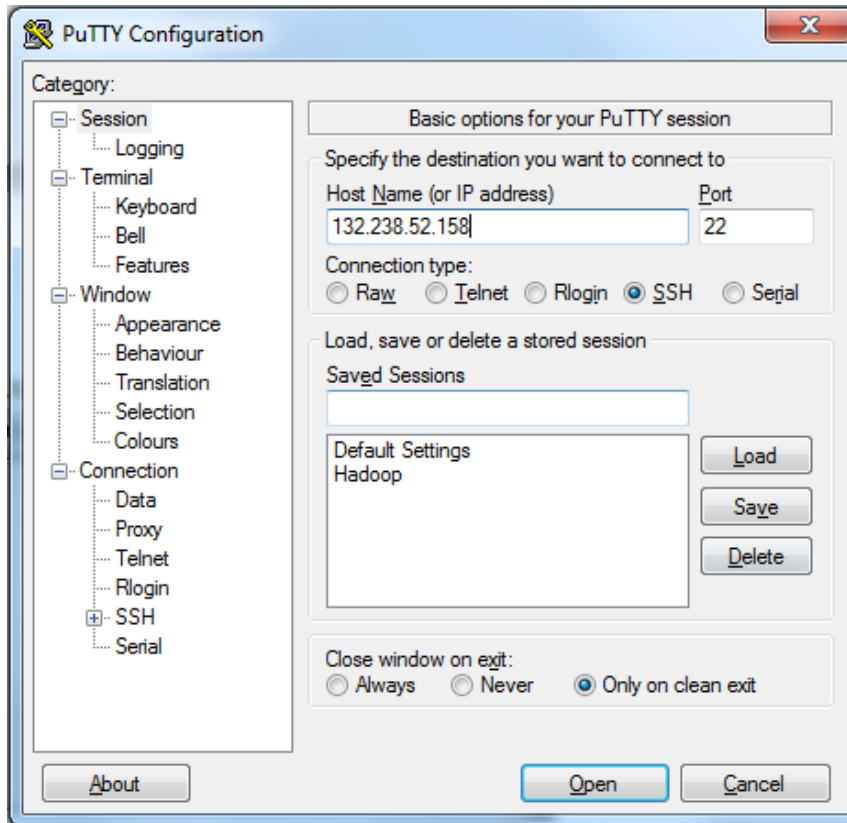 PuTTY Configuration
X
Category:
Session
Logging
Terminal
Keyboard
Bell
Features
Window
Appearance
Behaviour
Translation
Selection
Colours
Connection
Data
Proxy
Telnet
Rlogin
SSH
Serial
Basic options for your PuTTY session
Specify the destination you want to connect to
Host Name (or IP address) Port
132.238.52.158 22
Connection type:
Raw Telnet Rlogin SSH Serial
Load, save or delete a stored session
Saved Sessions
Default Settings
Hadoop
Load
Save
Delete
Close window on exit:
Always Never Only on clean exit
About Open Cancel